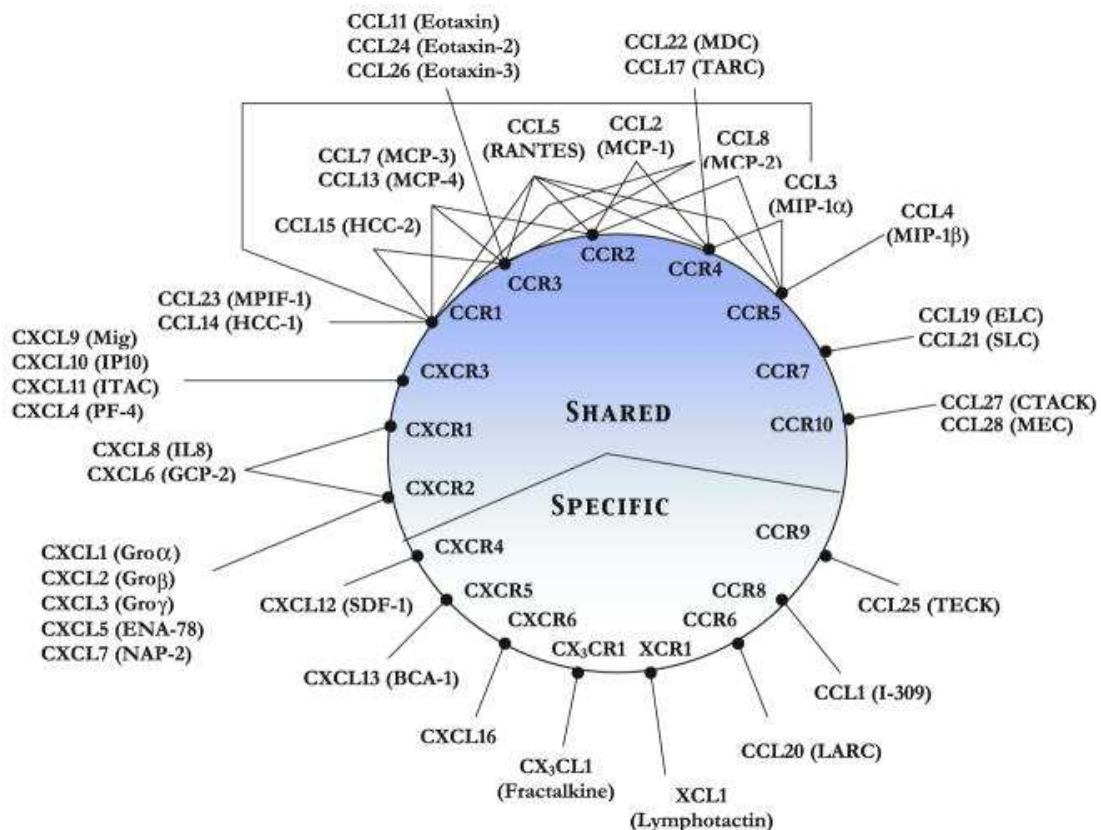 CCL11 (Eotaxin)
CCL24 (Eotaxin-2)
CCL26 (Eotaxin-3)
CCL22 (MDC)
CCL17 (TARC)
CCL5
(RANTES)
CCL2
(MCP-1)
CCL8
(MCP-2)
CCL7 (MCP-3)
CCL13 (MCP-4)
CCL3
(MIP-1α)
CCL4
(MIP-1β)
CCL15 (HCC-2)
CCR2
CCR3
CCR4
CCL23 (MPIF-1)
CCL14 (HCC-1)
CCR1
CCR5
CCL19 (ELC)
CCL21 (SLC)
CXCL9 (Mig)
CXCL10 (IP10)
CXCL11 (ITAC)
CXCL4 (PF-4)
CXCR3
CCR7
CCL27 (CTACK)
CCL28 (MEC)
SHARED
CXCR1
CCR10
CXCL8 (IL8)
CXCL6 (GCP-2)
CXCR2
SPECIFIC
CXCR4
CCR9
CXCL1 (Groα)
CXCL2 (Groβ)
CXCL3 (Groγ)
CXCL5 (ENA-78)
CXCL7 (NAP-2)
CXCL12 (SDF-1)
CXCR5
CCR8
CCL25 (TECK)
CXCR6
CCR6
CX₃CR1
XCR1
CXCL13 (BCA-1)
CCL1 (I-309)
CXCL16
CCL20 (LARC)
CX₃CL1
(Fractalkine)
XCL1
(Lymphotactin)